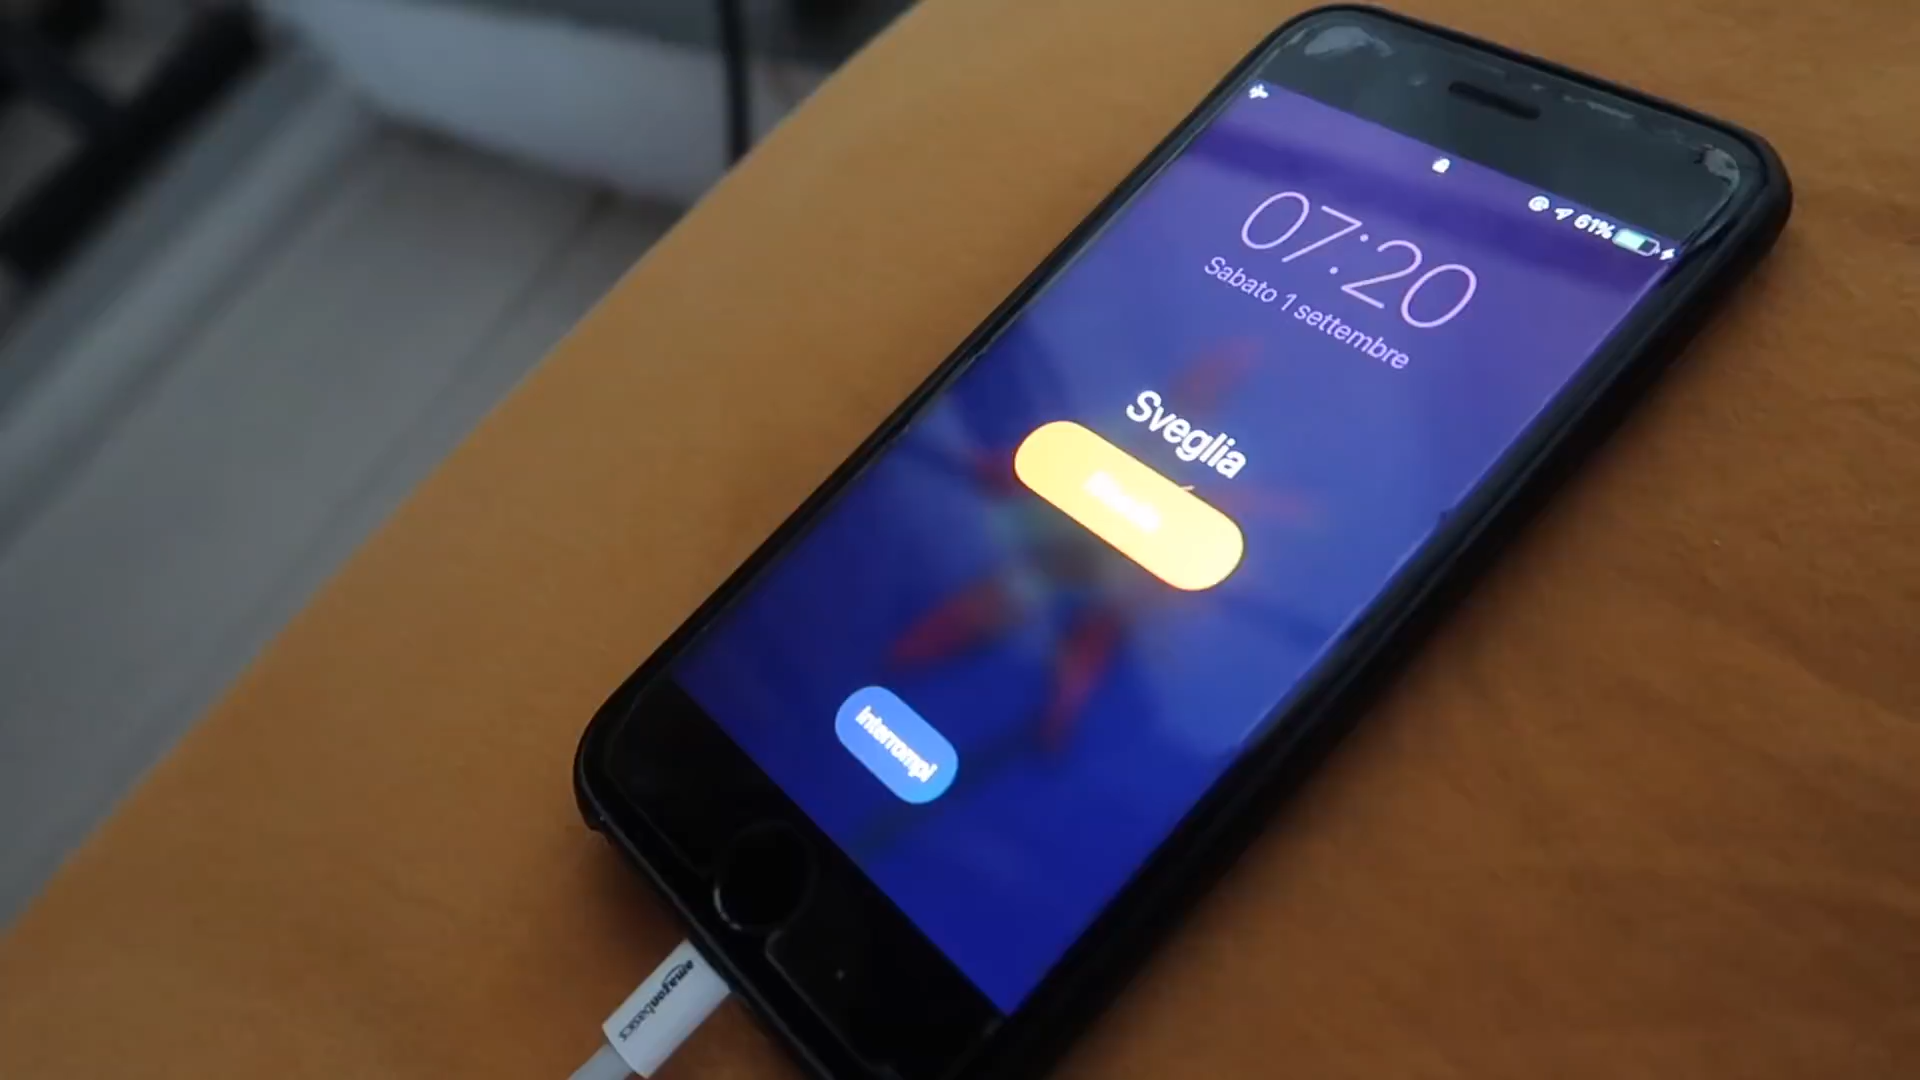 61%
07:20
Sabato 1 settembre
Sveglia
Interrompi
amazonbasics